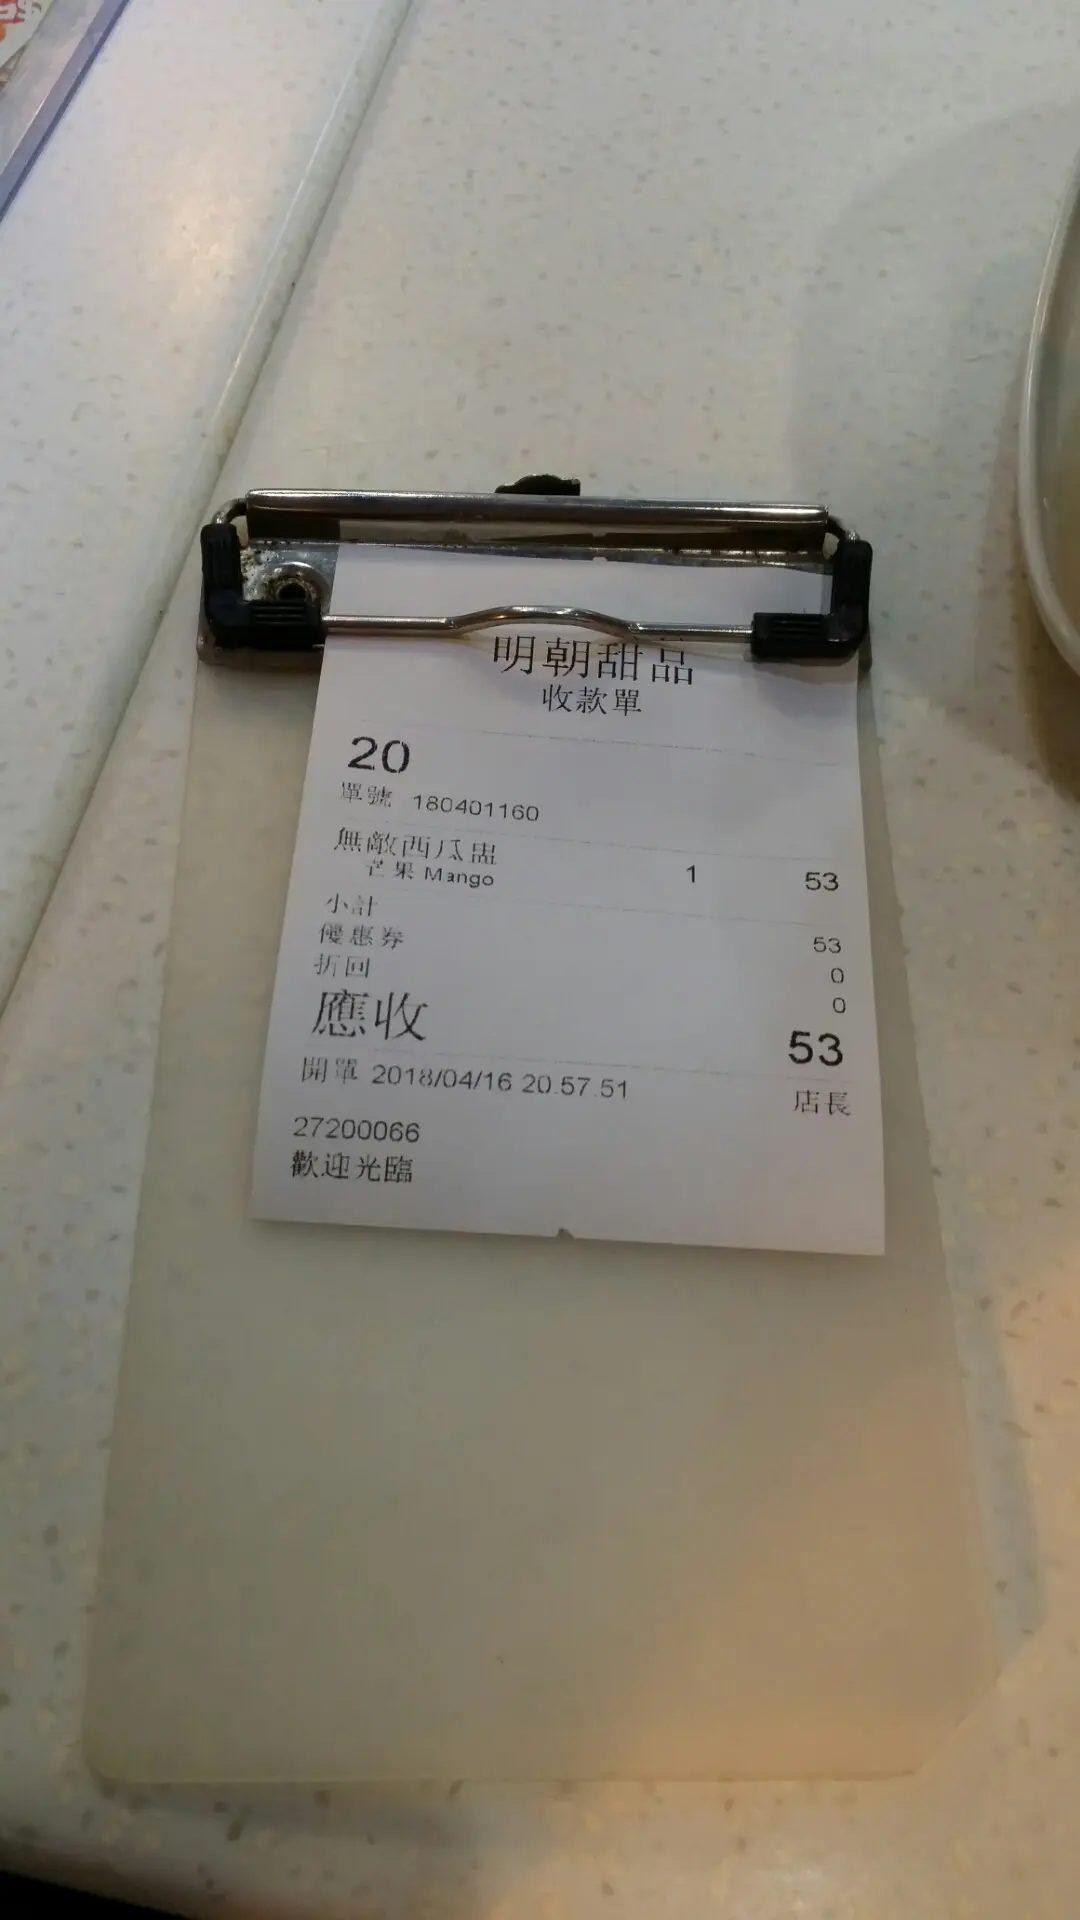 明朝甜品
收款單
20
單號 180401160
無敵西瓜盅 1 53
芒果 Mango
小計 53
優惠券 0
折回 0
應收 53
開單 2018/04/16 20.57.51 店長
27200066
歡迎光臨